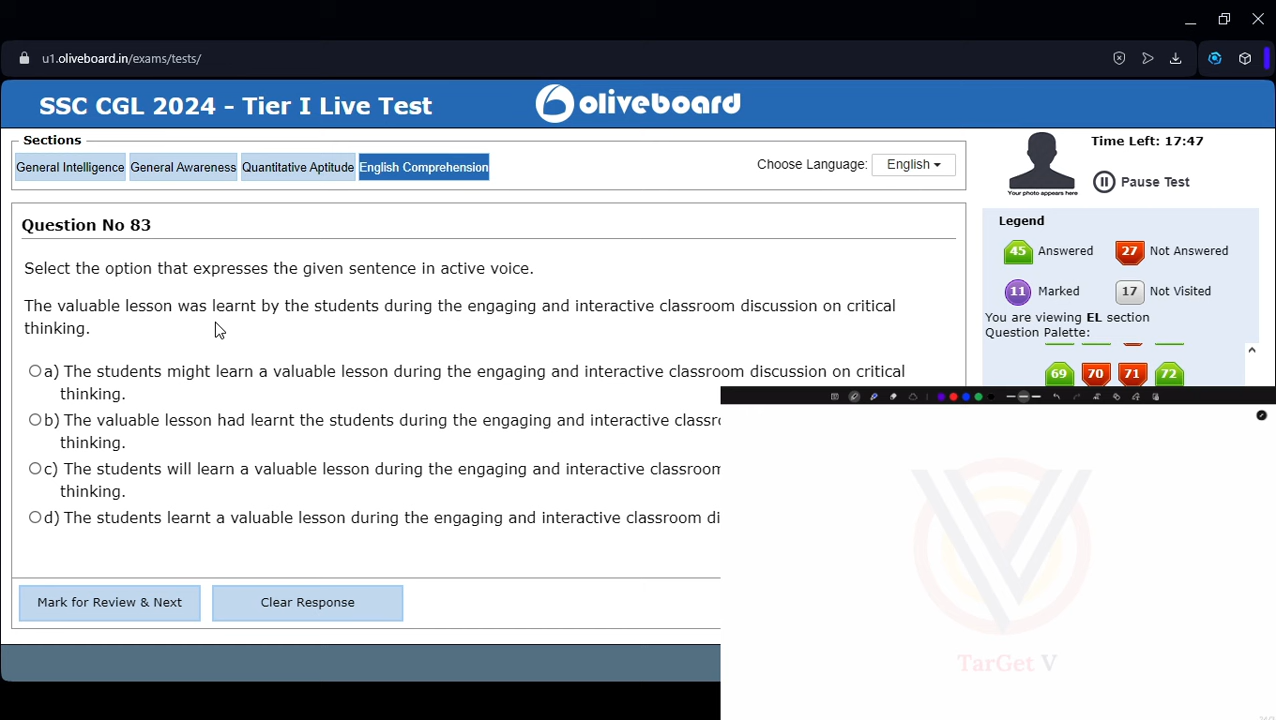 u1.oliveboard.in/exams/tests/
SSC CGL 2024 - Tier I Live Test
oliveboard
Sections
General Intelligence General Awareness Quantitative Aptitude English Comprehension
Choose Language: English
Your photo appears here
Time Left: 17:47
Pause Test
Question No 83
Select the option that expresses the given sentence in active voice.
The valuable lesson was learnt by the students during the engaging and interactive classroom discussion on critical
thinking.
a) The students might learn a valuable lesson during the engaging and interactive classroom discussion on critical
thinking.
b) The valuable lesson had learnt the students during the engaging and interactive classr
thinking.
c) The students will learn a valuable lesson during the engaging and interactive classroom
thinking.
d) The students learnt a valuable lesson during the engaging and interactive classroom di
Mark for Review & Next Clear Response
Legend
45 Answered 27 Not Answered
11 Marked 17 Not Visited
You are viewing EL section
Question Palette:
69 70 71 72
TarGet V